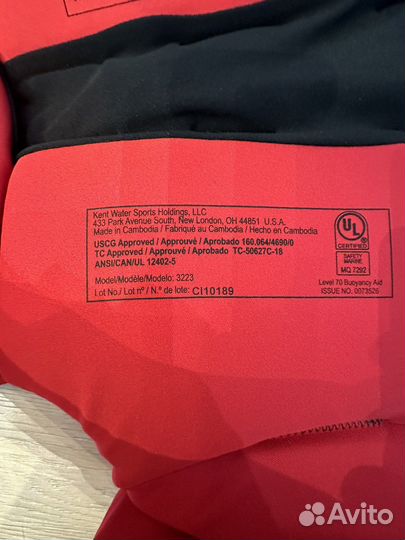 Kent Water Sports Holdings, LLC
433 Park Avenue South, New London, OH 44851 U.S.A.
Made in Cambodia / Fabriqué au Cambodge / Hecho en Cambodia
USCG Approved / Approuvé / Aprobado 160.064/4690/0
TC Approved / Approuvé / Aprobado TC-50627C-18
ANSI/CAN/UL 12402-5
Model/Modèle/Modelo: 3223
Lot No./ Lot nº / N.º de lote: CI10189
UL
CERTIFIED
SAFETY
MARINE
MQ 7292
Level 70 Buoyancy Aid
ISSUE NO. 0073526
Avito